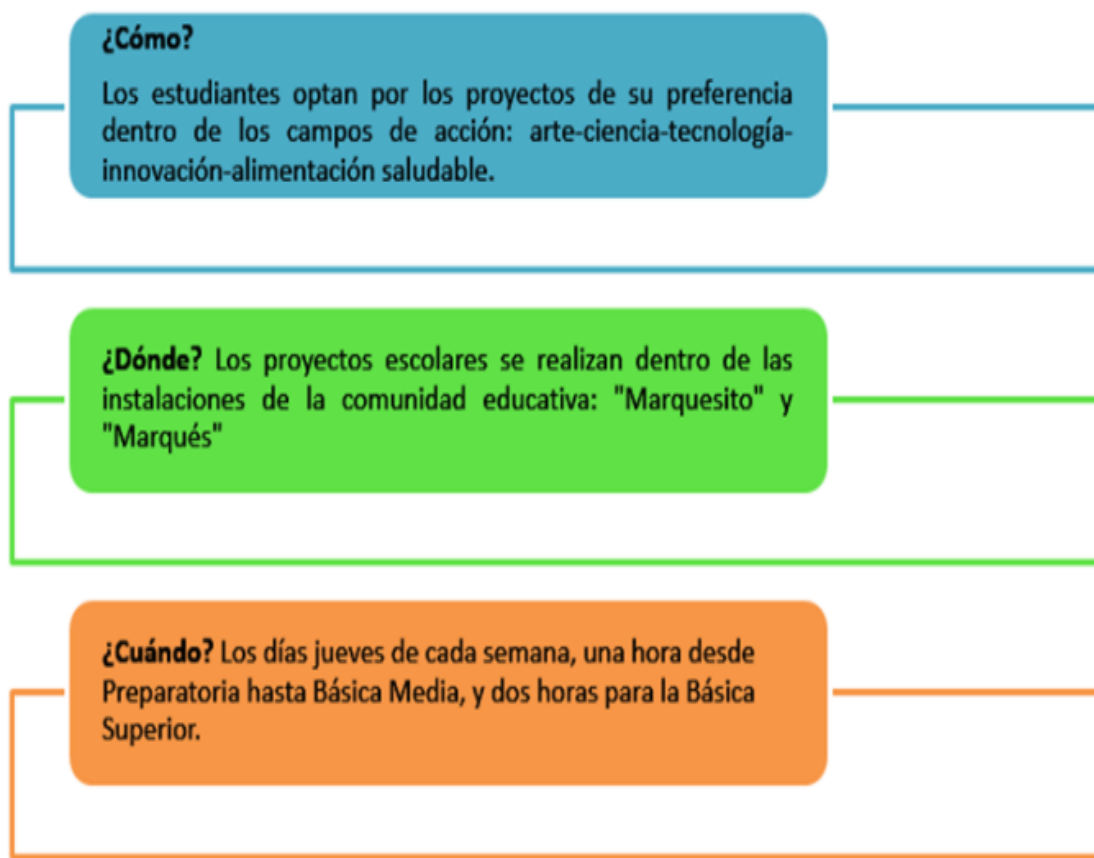 ¿Cómo?
Los estudiantes optan por los proyectos de su preferencia
dentro de los campos de acción: arte-ciencia-tecnología-
innovación-alimentación saludable.
¿Dónde? Los proyectos escolares se realizan dentro de las
instalaciones de la comunidad educativa: "Marquesito" y
"Marqués"
¿Cuándo? Los días jueves de cada semana, una hora desde
Preparatoria hasta Básica Media, y dos horas para la Básica
Superior.